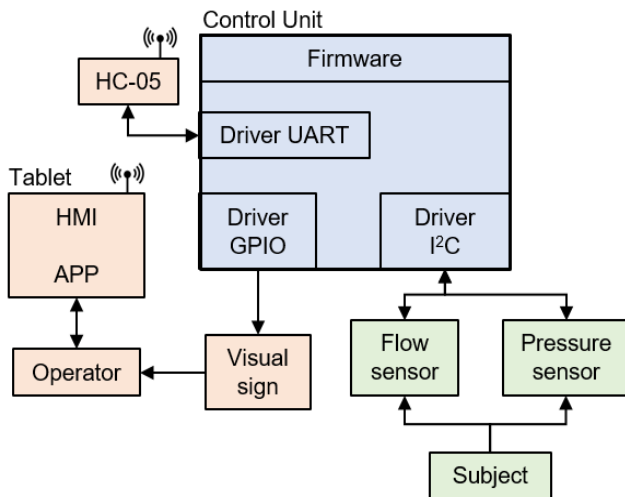 Control Unit
Firmware
HC-05
Driver UART
Tablet
HMI
APP
Driver
GPIO
Driver
I²C
Operator
Visual
sign
Flow
sensor
Pressure
sensor
Subject